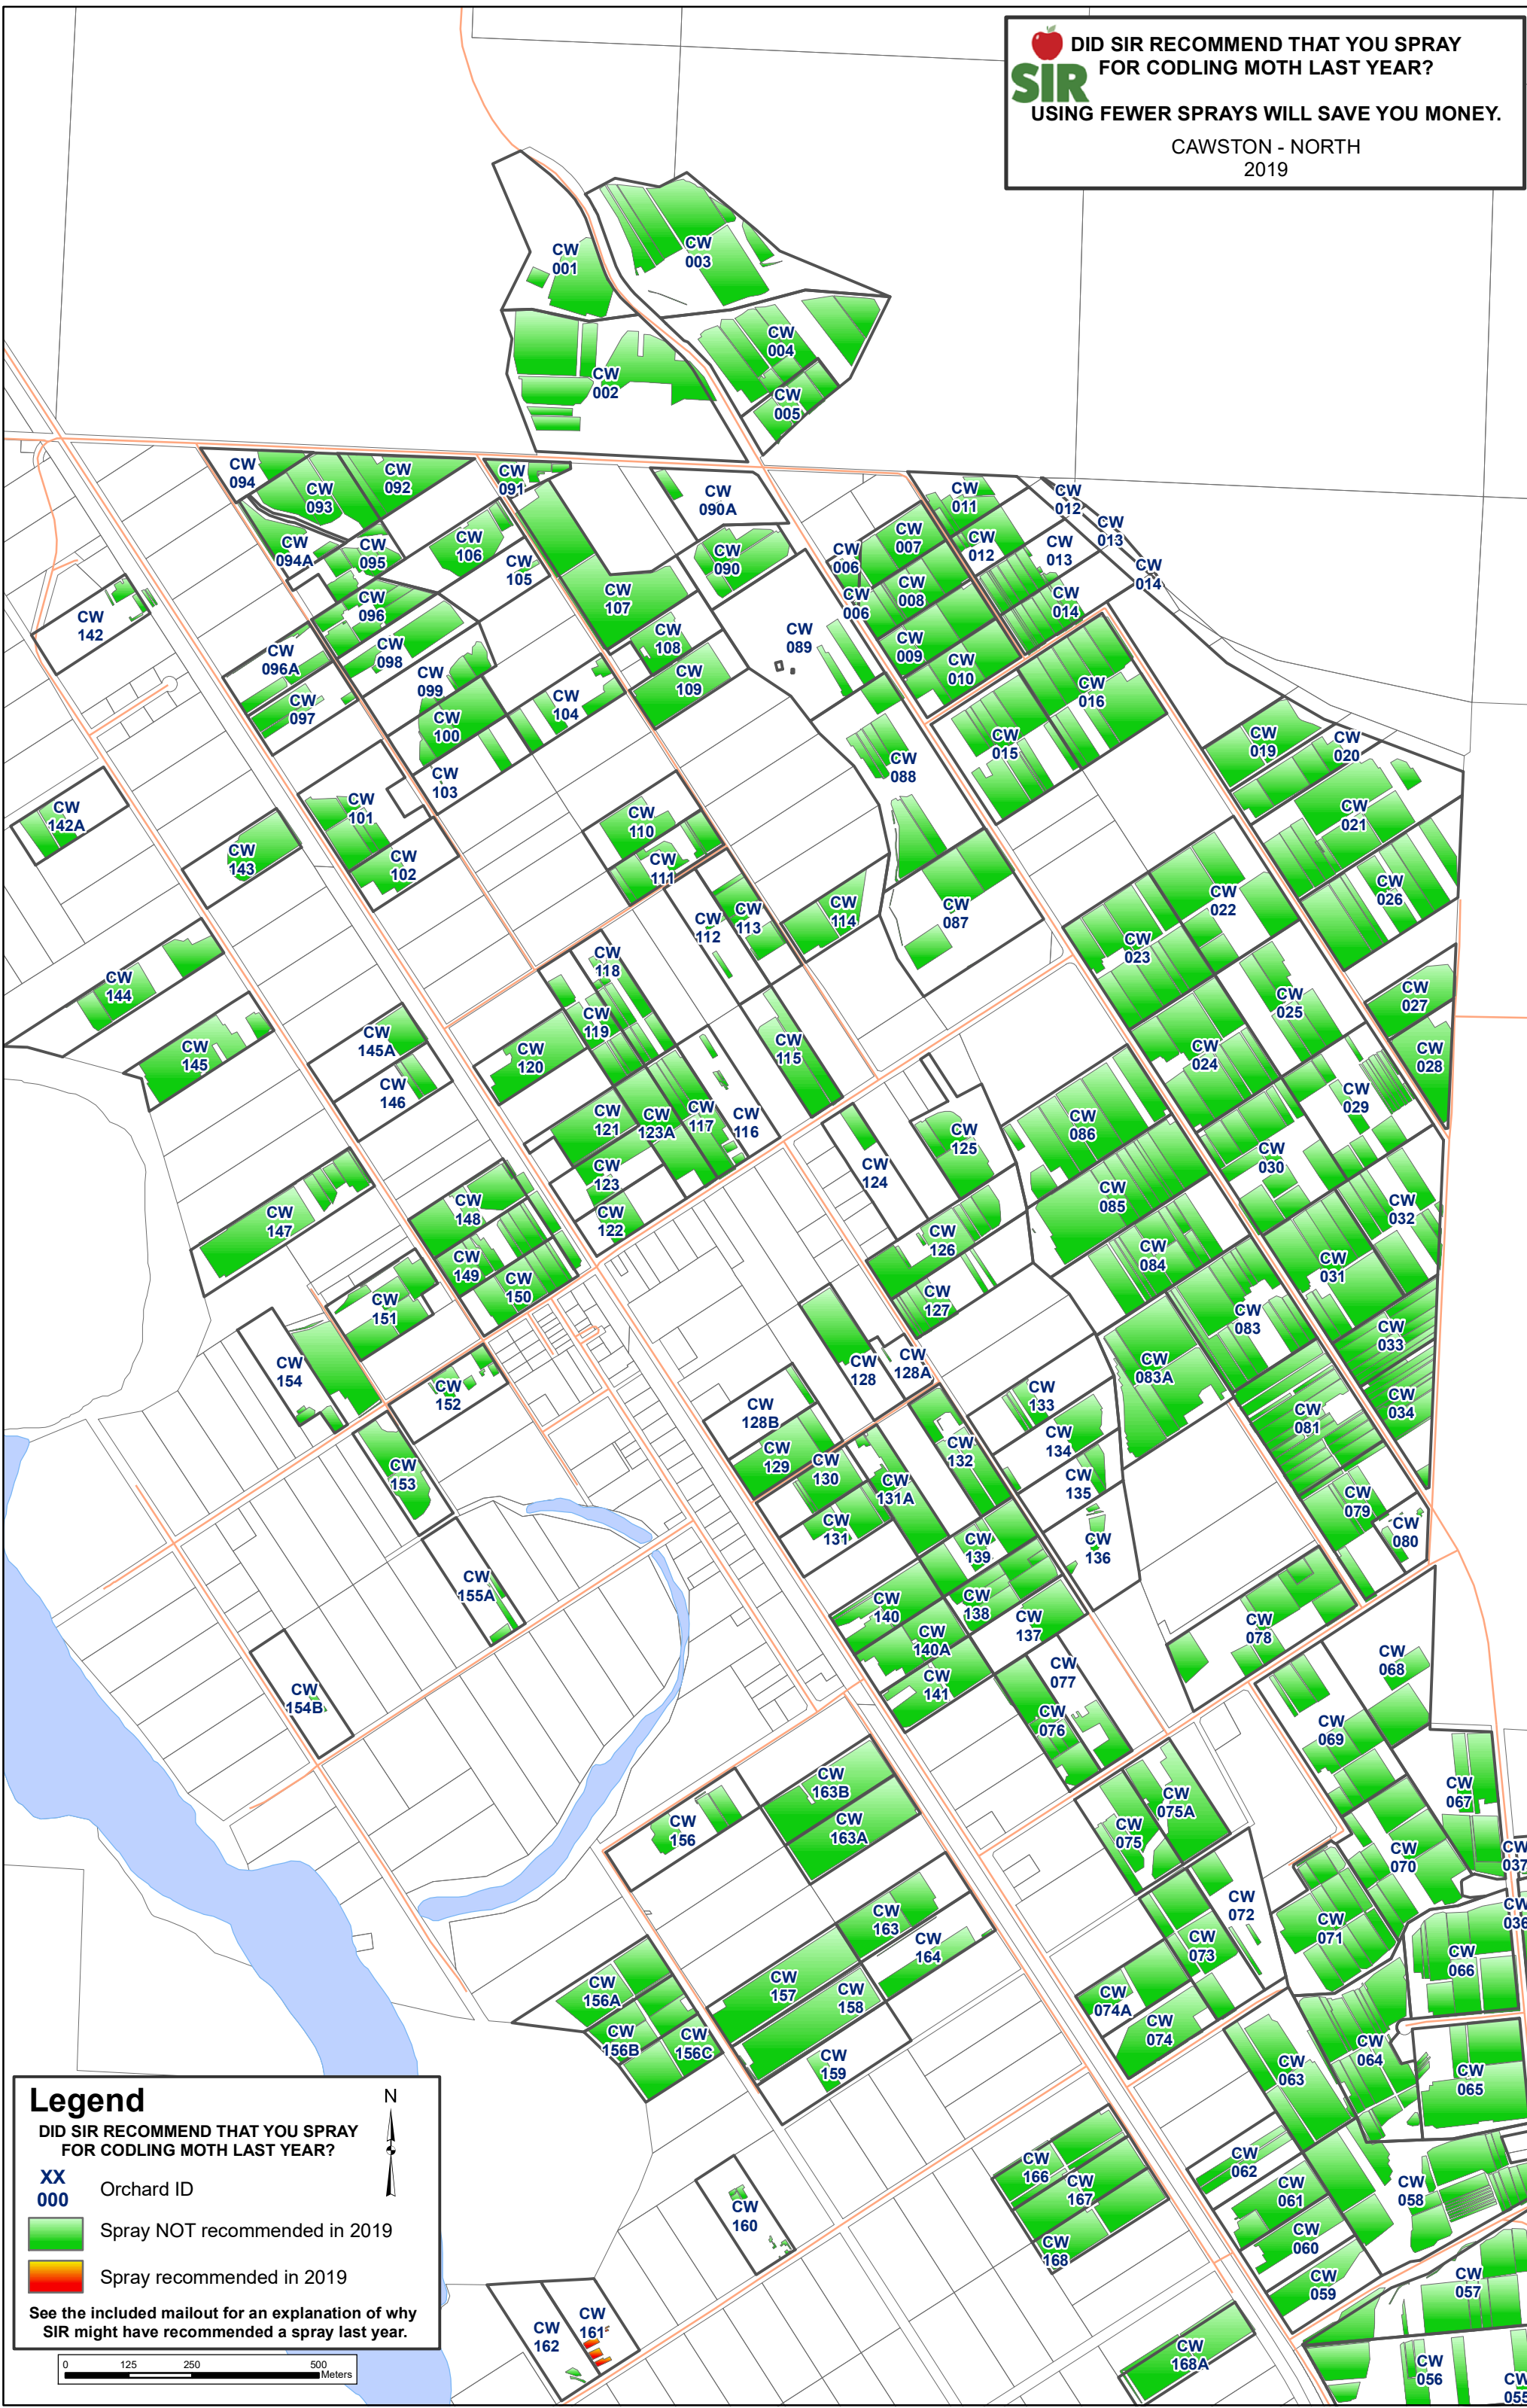 DID SIR RECOMMEND THAT YOU SPRAY
FOR CODLING MOTH LAST YEAR?
SIR
USING FEWER SPRAYS WILL SAVE YOU MONEY.
CAWSTON - NORTH
2019
CW
001
CW
003
CW
004
CW
002
CW
005
CW
094
CW
093
CW
092
CW
091
CW
090A
CW
011
CW
012
CW
013
CW
014
CW
094A
CW
095
CW
106
CW
105
CW
090
CW
006
CW
007
CW
012
CW
013
CW
014
CW
142
CW
096
CW
107
CW
006
CW
008
CW
096A
CW
098
CW
108
CW
089
CW
009
CW
010
CW
097
CW
099
CW
104
CW
109
CW
016
CW
100
CW
015
CW
019
CW
020
CW
103
CW
088
CW
142A
CW
101
CW
110
CW
021
CW
143
CW
102
CW
111
CW
026
CW
112
CW
113
CW
114
CW
087
CW
022
CW
023
CW
144
CW
118
CW
027
CW
025
CW
145
CW
145A
CW
119
CW
120
CW
115
CW
024
CW
028
CW
146
CW
121
CW
123A
CW
117
CW
116
CW
125
CW
086
CW
029
CW
030
CW
147
CW
148
CW
123
CW
122
CW
124
CW
085
CW
032
CW
149
CW
150
CW
126
CW
084
CW
031
CW
151
CW
127
CW
083
CW
033
CW
154
CW
152
CW
128
CW
128A
CW
083A
CW
128B
CW
133
CW
034
CW
081
CW
153
CW
129
CW
130
CW
132
CW
134
CW
131A
CW
135
CW
131
CW
079
CW
080
CW
139
CW
136
CW
155A
CW
140
CW
138
CW
137
CW
078
CW
140A
CW
068
CW
154B
CW
141
CW
077
CW
076
CW
069
CW
163B
CW
075A
CW
067
CW
156
CW
163A
CW
075
CW
070
CW
037
CW
163
CW
072
CW
071
CW
036
CW
164
CW
073
CW
066
CW
156A
CW
157
CW
158
CW
074A
CW
156B
CW
156C
CW
074
CW
064
CW
159
CW
063
CW
065
CW
166
CW
167
CW
062
CW
061
CW
058
CW
160
CW
168
CW
060
CW
059
CW
057
CW
162
CW
161
CW
168A
CW
056
CW
055
Legend
N
DID SIR RECOMMEND THAT YOU SPRAY
FOR CODLING MOTH LAST YEAR?
XX
000
Orchard ID
Spray NOT recommended in 2019
Spray recommended in 2019
See the included mailout for an explanation of why
SIR might have recommended a spray last year.
0 125 250 500
Meters